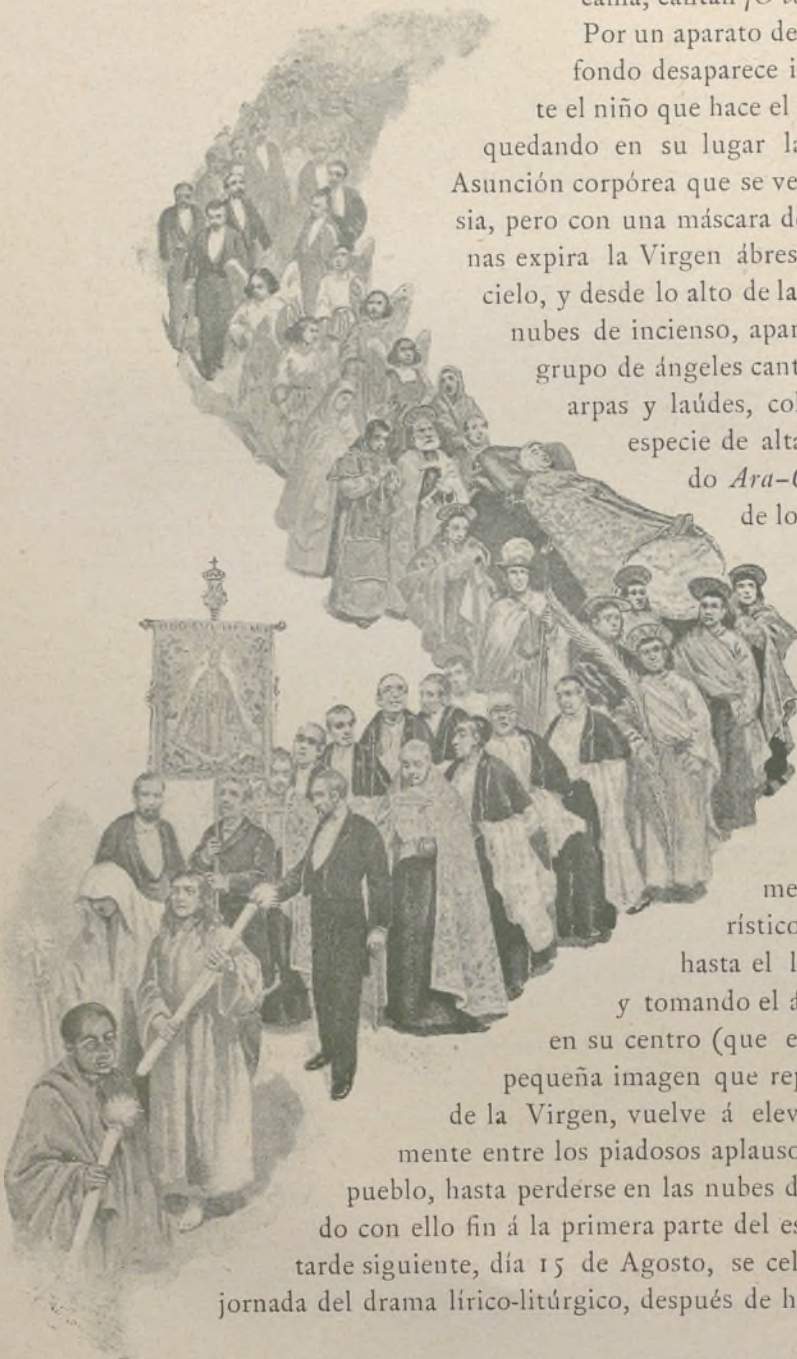 cantan ¡O
Por un aparato de
fondo desaparece i
te el niño que hace el
quedando en su lugar la
Asunción corpórea que se ve
sia, pero con una máscara d
nas expira la Virgen ábres
cielo, y desde lo alto de la
nubes de incienso, apar
grupo de ángeles cant
arpas y laúdes, co
especie de alta
do Ara-
de lo
me
rístico
hasta el l
y tomando el á
en su centro (que e
pequeña imagen que rep
de la Virgen, vuelve á elev
mente entre los piadosos aplauso
pueblo, hasta perderse en las nubes d
do con ello fin á la primera parte del es
tarde siguiente, día 15 de Agosto, se cel
jornada del drama lírico-litúrgico, después de h